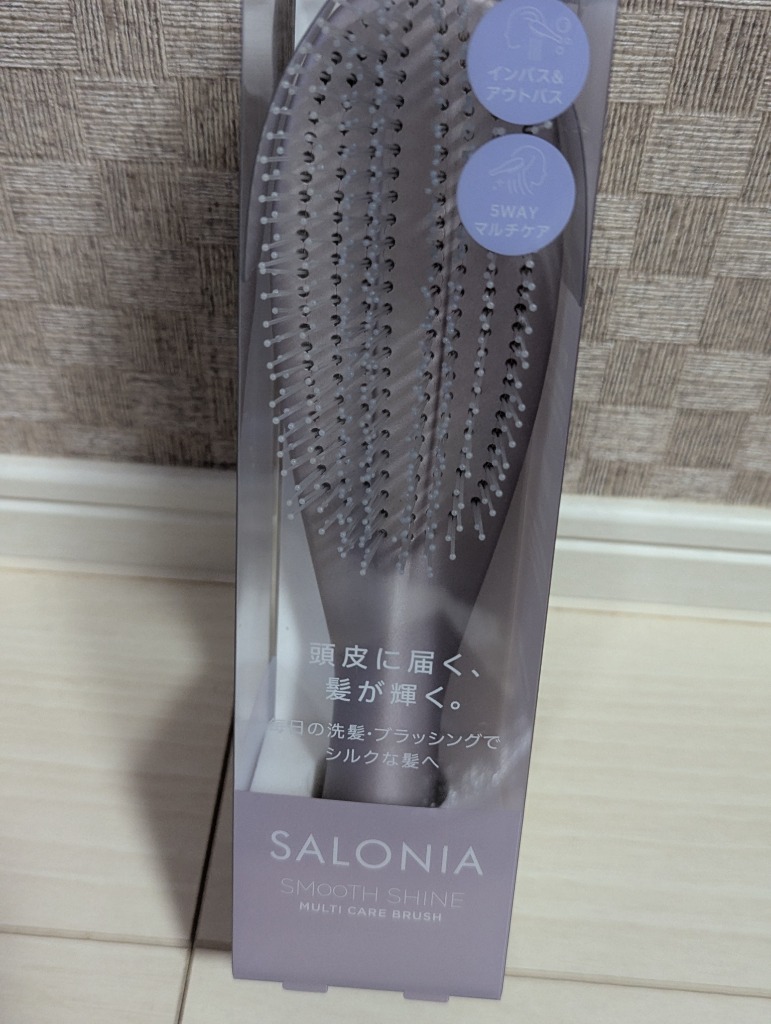 インバス&
アウトバス
5WAY
マルチケア
頭皮に届く、
髪が輝く。
毎日の洗髪・ブラッシングで
シルクな髪へ
SALONIA
SMOOTH SHINE
MULTI CARE BRUSH